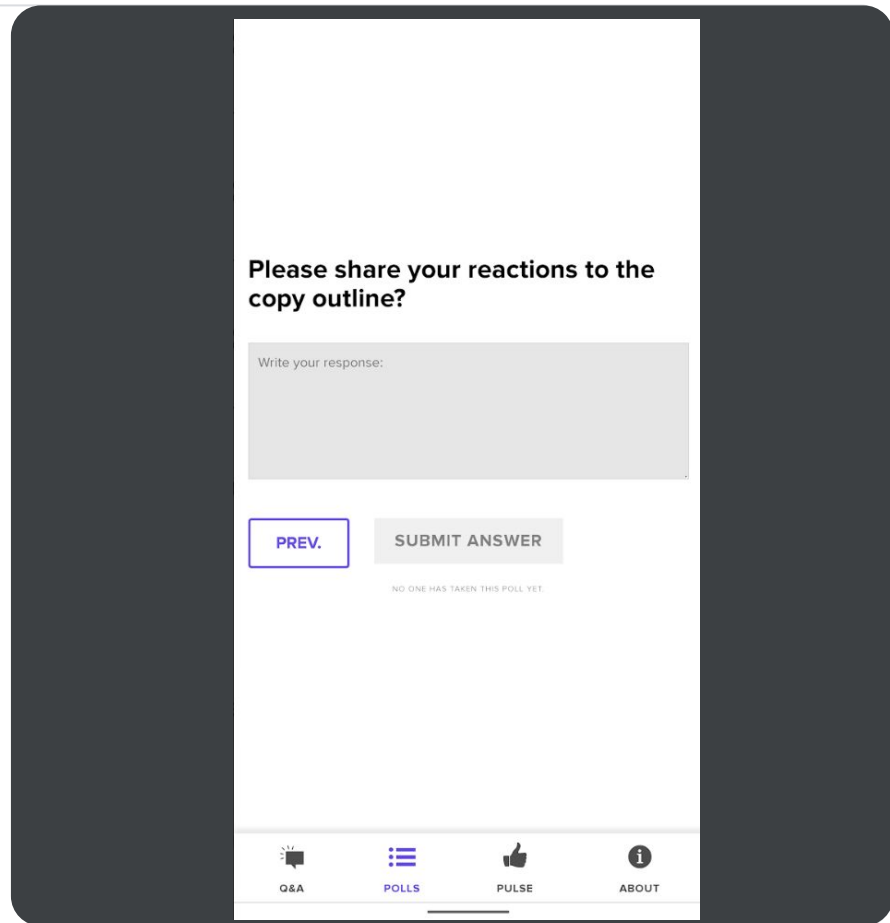 Please share your reactions to the
copy outline?
Write your response:
PREV.
SUBMIT ANSWER
NO ONE HAS TAKEN THIS POLL YET.
Q&A
POLLS
PULSE
ABOUT